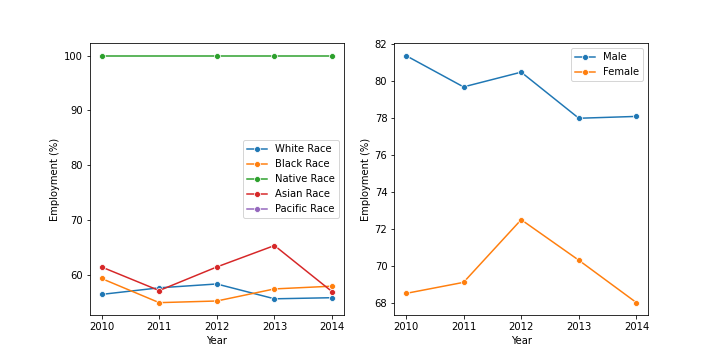 100
90
80
70
60
Employment (%)
2010 2011 2012 2013 2014
Year
White Race
Black Race
Native Race
Asian Race
Pacific Race
82
80
78
76
74
72
70
68
Employment (%)
2010 2011 2012 2013 2014
Year
Male
Female